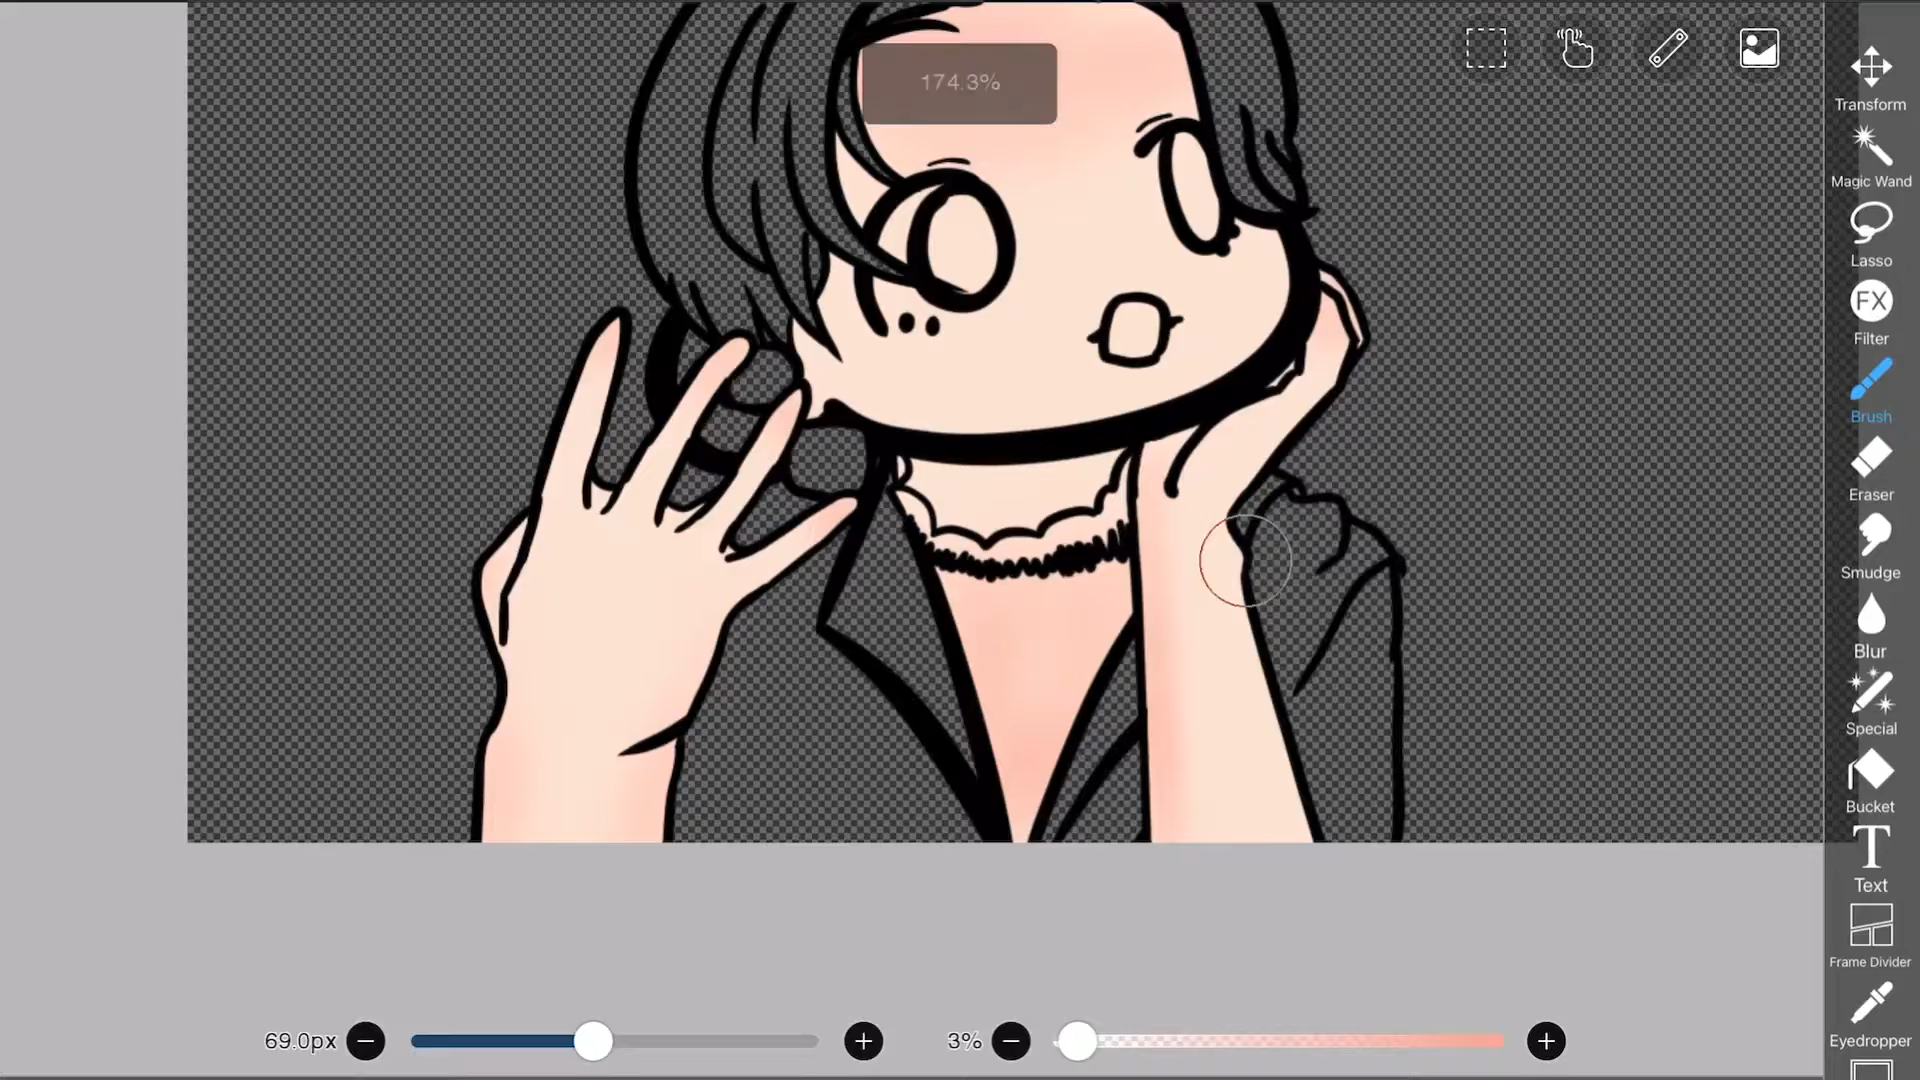 174.3%
Transform
Magic Wand
Lasso
FX
Filter
Brush
Eraser
Smudge
Blur
Special
Bucket
T
Text
Frame Divider
Eyedropper
69.0px
3%